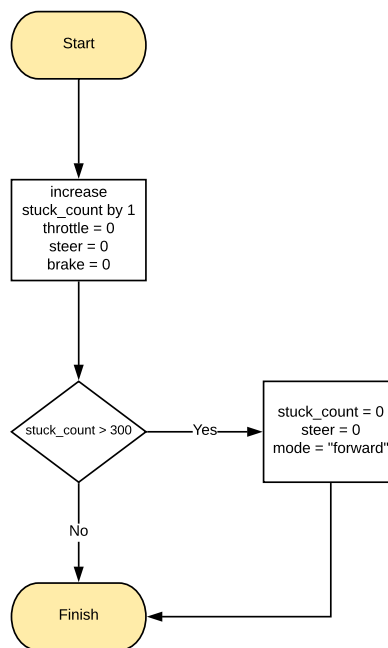 Start
increase
stuck_count by 1
throttle = 0
steer = 0
brake = 0
stuck_count > 300
Yes
stuck_count = 0
steer = 0
mode = "forward"
No
Finish